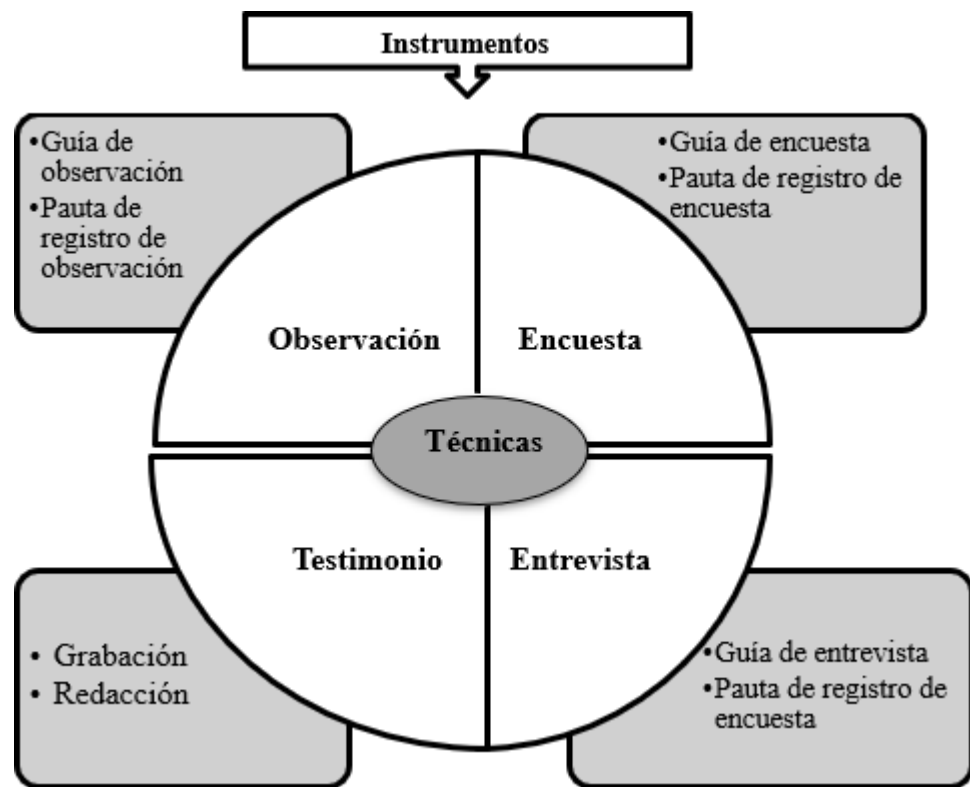 Instrumentos
•Guía de
observación
•Pauta de
registro de
observación
•Guía de encuesta
•Pauta de registro de
encuesta
Observación
Encuesta
Técnicas
Testimonio
Entrevista
• Grabación
• Redacción
•Guía de entrevista
•Pauta de registro de
encuesta